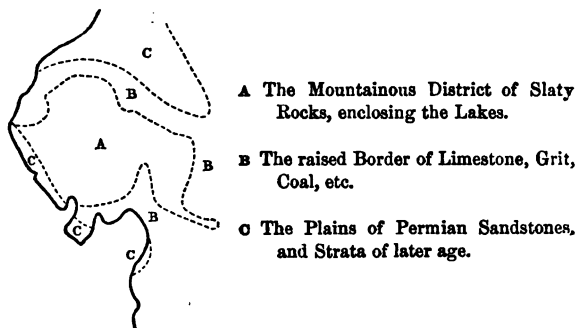 C
B
A
B
C
B
C
C
A The Mountainous District of Slaty
Rocks, enclosing the Lakes.
B The raised Border of Limestone, Grit,
Coal, etc.
C The Plains of Permian Sandstones,
and Strata of later age.